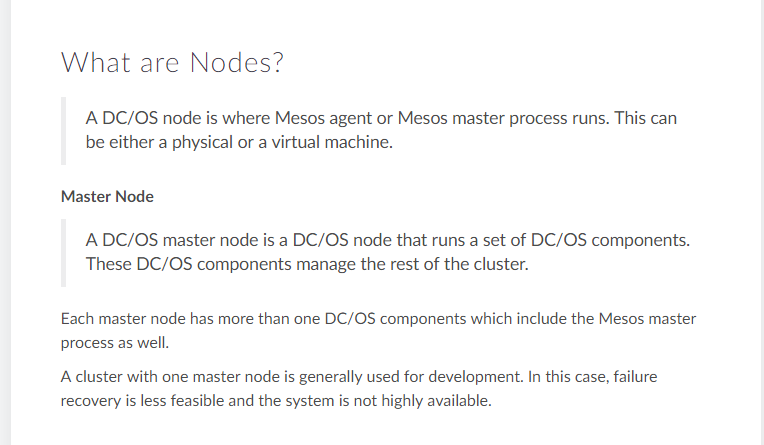 What are Nodes?
A DC/OS node is where Mesos agent or Mesos master process runs. This can
be either a physical or a virtual machine.
Master Node
A DC/OS master node is a DC/OS node that runs a set of DC/OS components.
These DC/OS components manage the rest of the cluster.
Each master node has more than one DC/OS components which include the Mesos master
process as well.
A cluster with one master node is generally used for development. In this case, failure
recovery is less feasible and the system is not highly available.